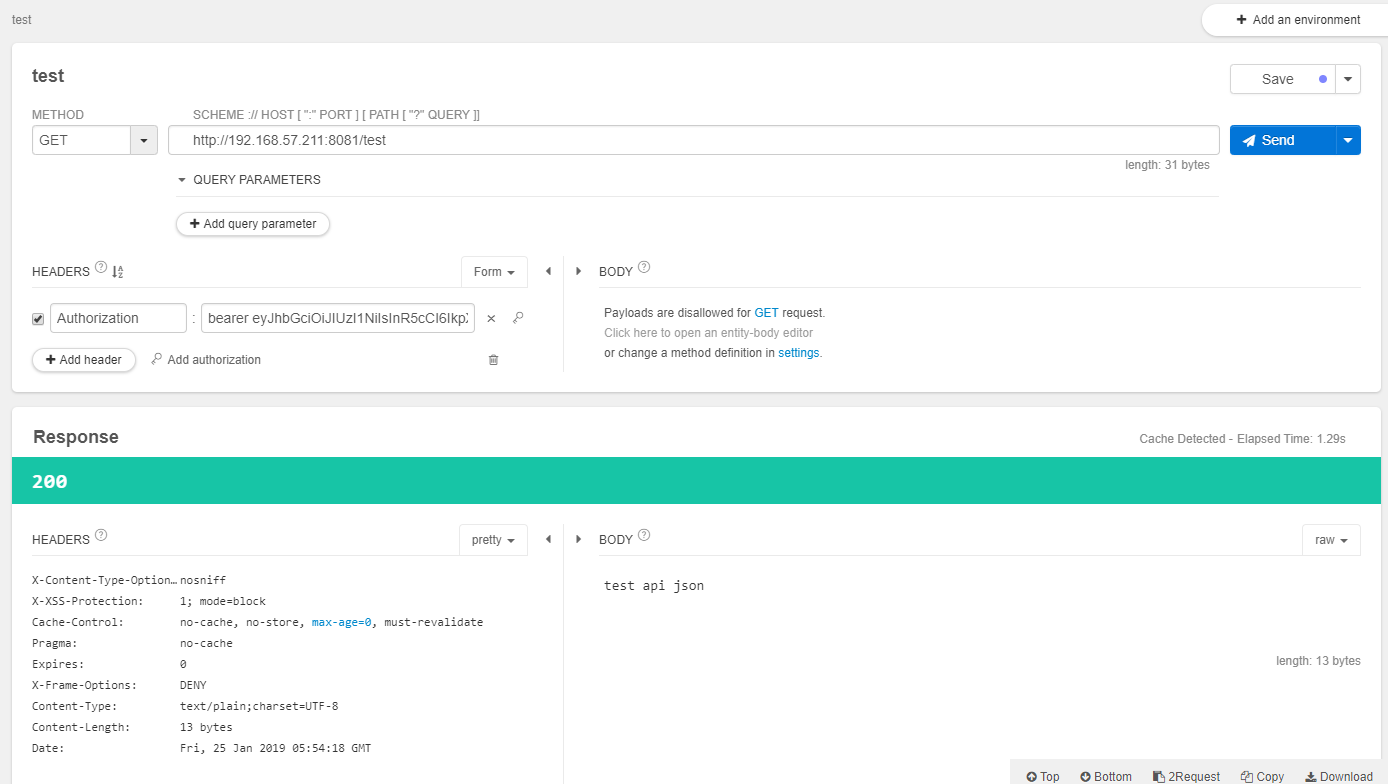 test
Add an environment
test
Save
METHOD
SCHEME :// HOST [ ":" PORT ] [ PATH [ "?" QUERY ]]
GET
http://192.168.57.211:8081/test
Send
length: 31 bytes
QUERY PARAMETERS
Add query parameter
HEADERS
Form
BODY
Authorization : bearer eyJhbGciOiJIUzI1NiIsInR5cCI6IkpX
Payloads are disallowed for GET request.
Click here to open an entity-body editor
or change a method definition in settings.
Add header
Add authorization
Response
Cache Detected - Elapsed Time: 1.29s
200
HEADERS
pretty
BODY
raw
X-Content-Type-Option… nosniff
X-XSS-Protection: 1; mode=block
Cache-Control: no-cache, no-store, max-age=0, must-revalidate
Pragma: no-cache
Expires: 0
X-Frame-Options: DENY
Content-Type: text/plain;charset=UTF-8
Content-Length: 13 bytes
Date: Fri, 25 Jan 2019 05:54:18 GMT
test api json
length: 13 bytes
Top
Bottom
2Request
Copy
Download